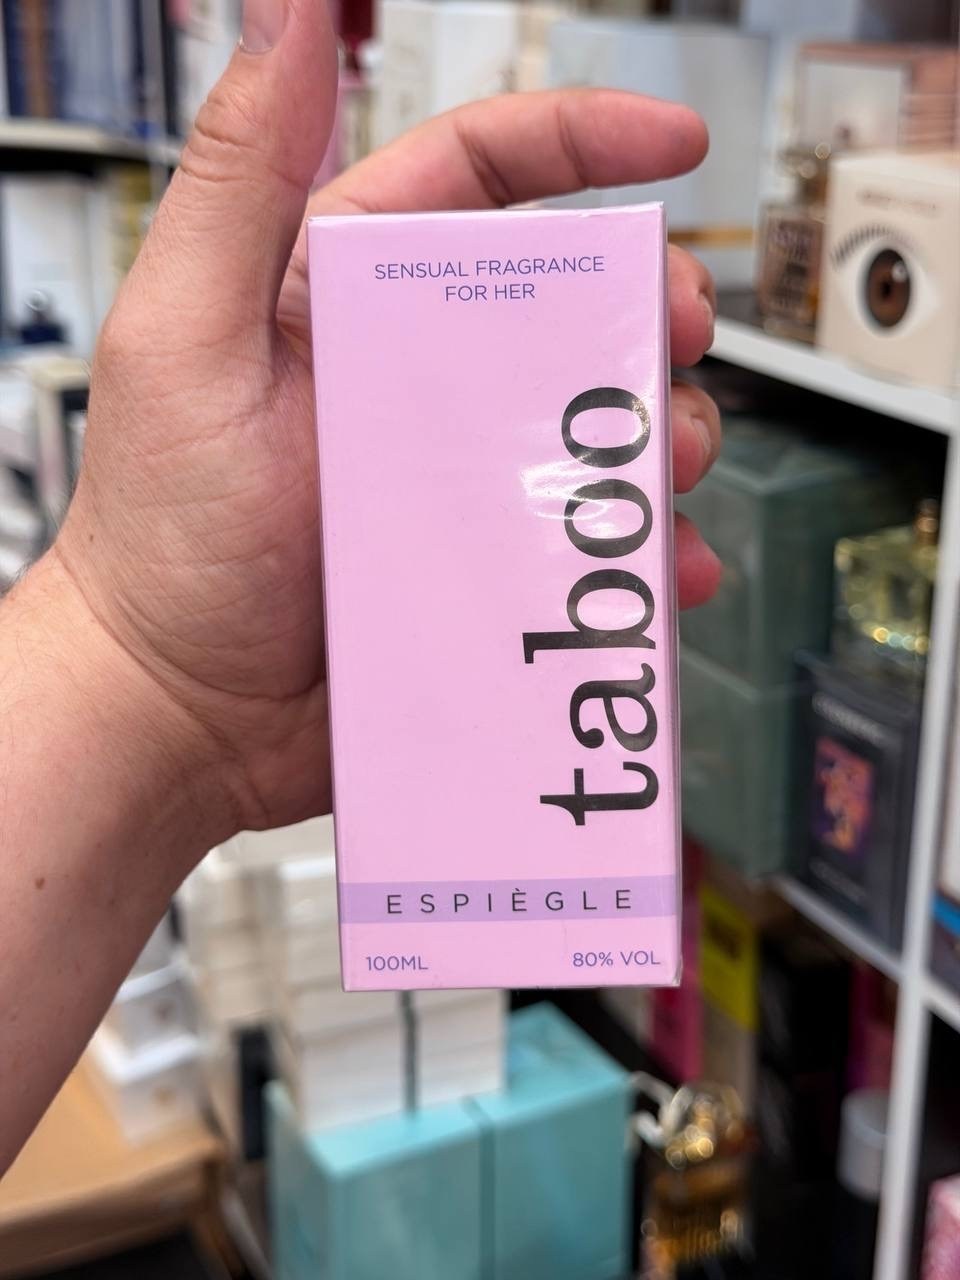 SENSUAL FRAGRANCE
FOR HER
taboo
ESPIÈGLE
100ML
80% VOL